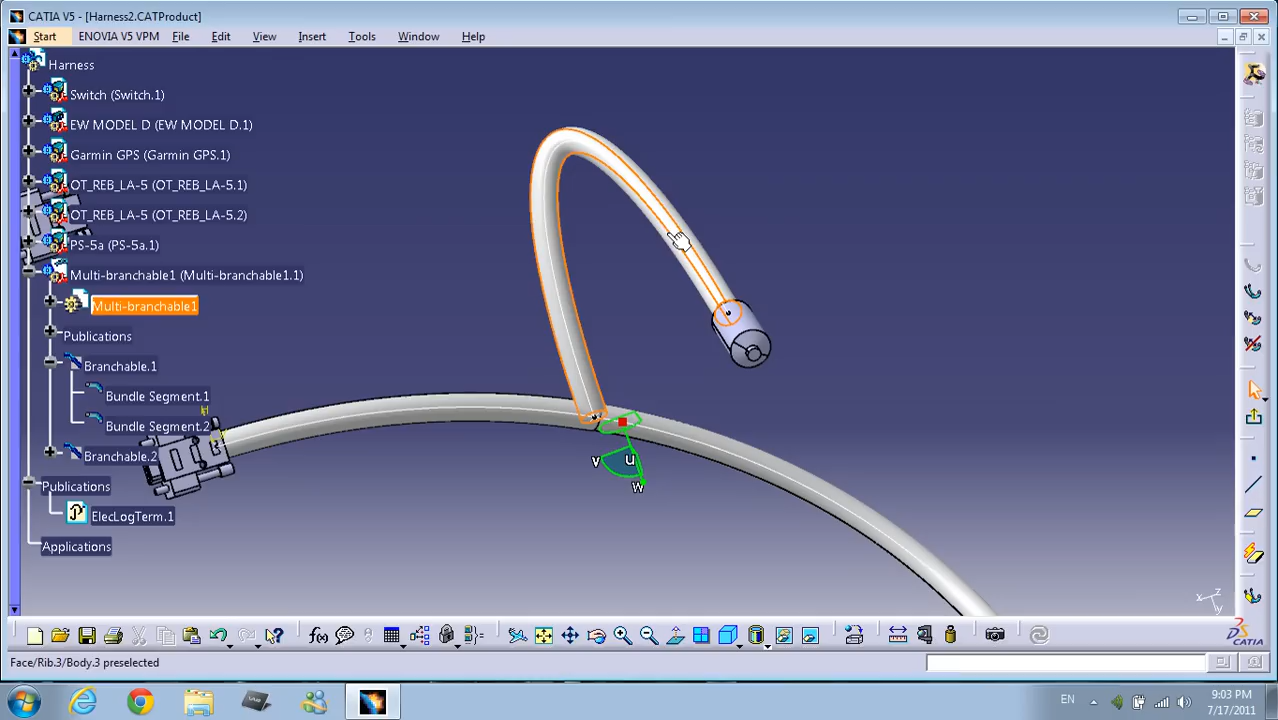 CATIA V5 - [Harness2.CATProduct]
Start ENOVIA V5 VPM File Edit View Insert Tools Window Help
Harness
Switch (Switch.1)
EW MODEL D (EW MODEL D.1)
Garmin GPS (Garmin GPS.1)
OT_REB_LA-5 (OT_REB_LA-5.1)
OT_REB_LA-5 (OT_REB_LA-5.2)
PS-5a (PS-5a.1)
Multi-branchable1 (Multi-branchable1.1)
Multi-branchable1
Publications
Branchable.1
Bundle Segment.1
Bundle Segment.2
Branchable.2
Publications
ElecLogTerm.1
Applications
v u
w
x z
y
f(x)
CATIA
Face/Rib.3/Body.3 preselected
EN 9:03 PM
7/17/2011